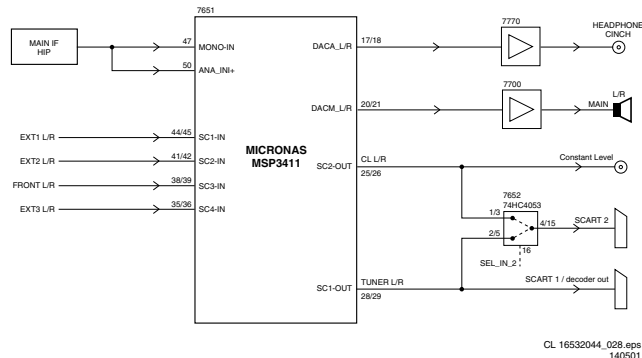 7651
MAIN IF
HIP
47
MONO-IN
50
ANA_INI+
EXT1 L/R
44/45
SC1-IN
EXT2 L/R
41/42
SC2-IN
FRONT L/R
38/39
SC3-IN
EXT3 L/R
35/36
SC4-IN
MICRONAS
MSP3411
DACA_L/R
17/18
7770
HEADPHONE
CINCH
DACM_L/R
20/21
7700
L/R
MAIN
SC2-OUT
CL L/R
25/26
Constant Level
7652
74HC4053
1/3
2/5
4/15
16
SEL_IN_2
SCART 2
SC1-OUT
TUNER L/R
28/29
SCART 1 / decoder out
CL 16532044_028.eps
140501